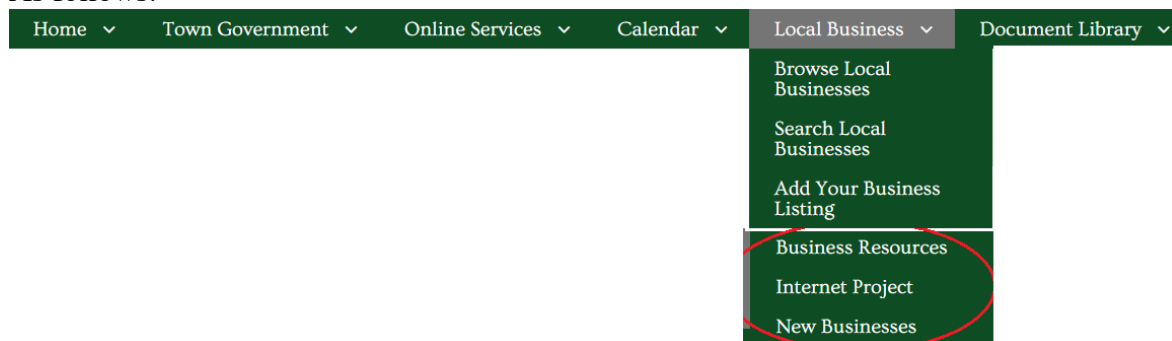 Home Town Government Online Services Calendar Local Business Document Library
Browse Local
Businesses
Search Local
Businesses
Add Your Business
Listing
Business Resources
Internet Project
New Businesses